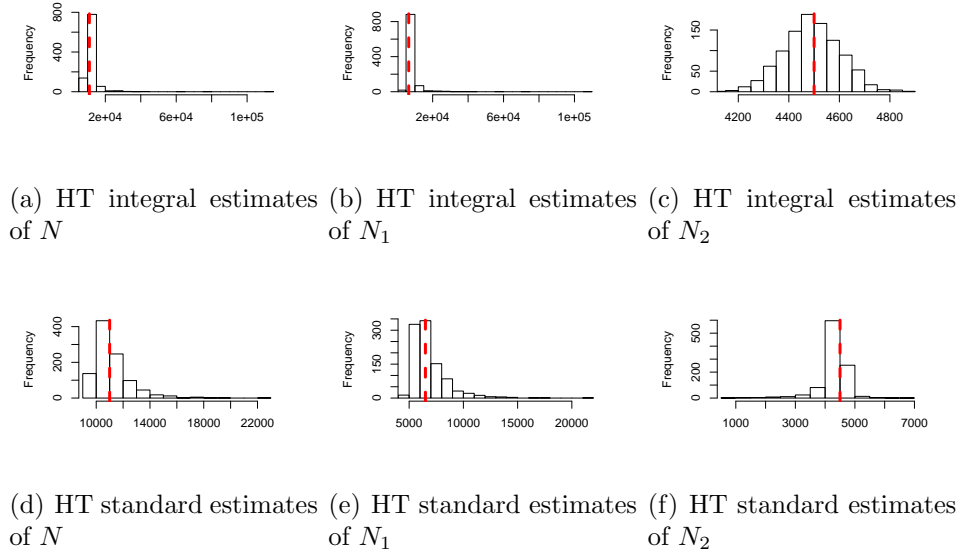 Frequency
0
400
800
2e+04
6e+04
1e+05
Frequency
0
400
800
2e+04
6e+04
1e+05
Frequency
0
50
150
4200
4400
4600
4800
(a) HT integral estimates
of N
(b) HT integral estimates
of N₁
(c) HT integral estimates
of N₂
Frequency
0
200
400
10000
14000
18000
22000
Frequency
0
150
300
5000
10000
15000
20000
Frequency
0
200
500
1000
3000
5000
7000
(d) HT standard estimates
of N
(e) HT standard estimates
of N₁
(f) HT standard estimates
of N₂